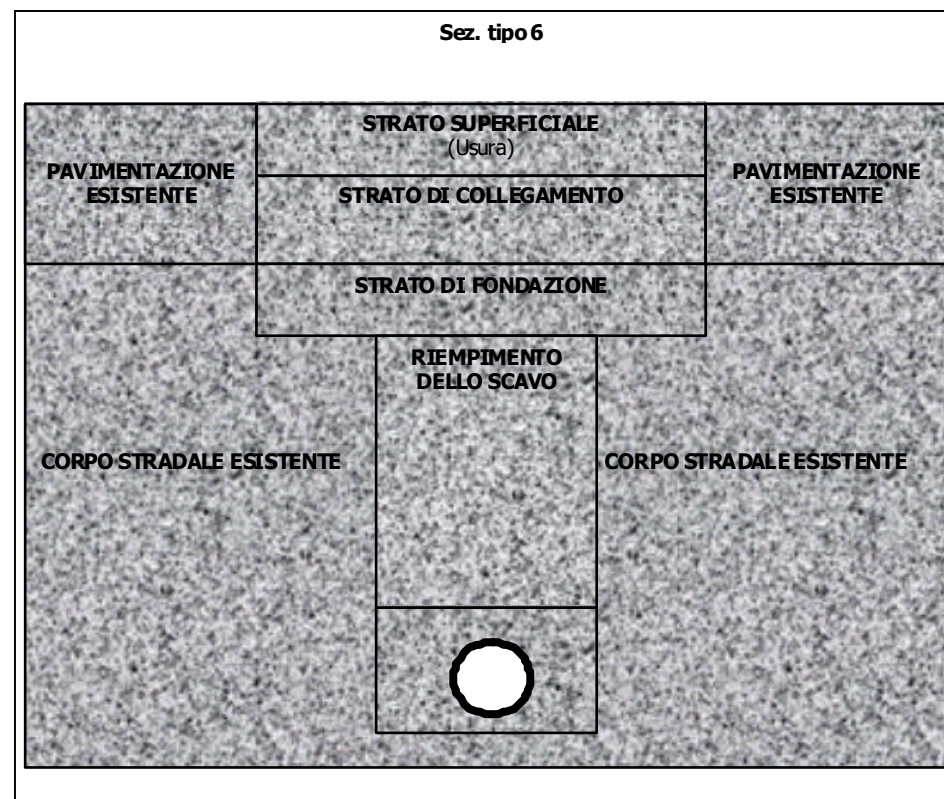 Sez. tipo 6
STRATO SUPERFICIALE
(Usura)
PAVIMENTAZIONE
ESISTENTE
STRATO DI COLLEGAMENTO
PAVIMENTAZIONE
ESISTENTE
STRATO DI FONDAZIONE
RIEMPIMENTO
DELLO SCAVO
CORPO STRADALE ESISTENTE
CORPO STRADALE ESISTENTE